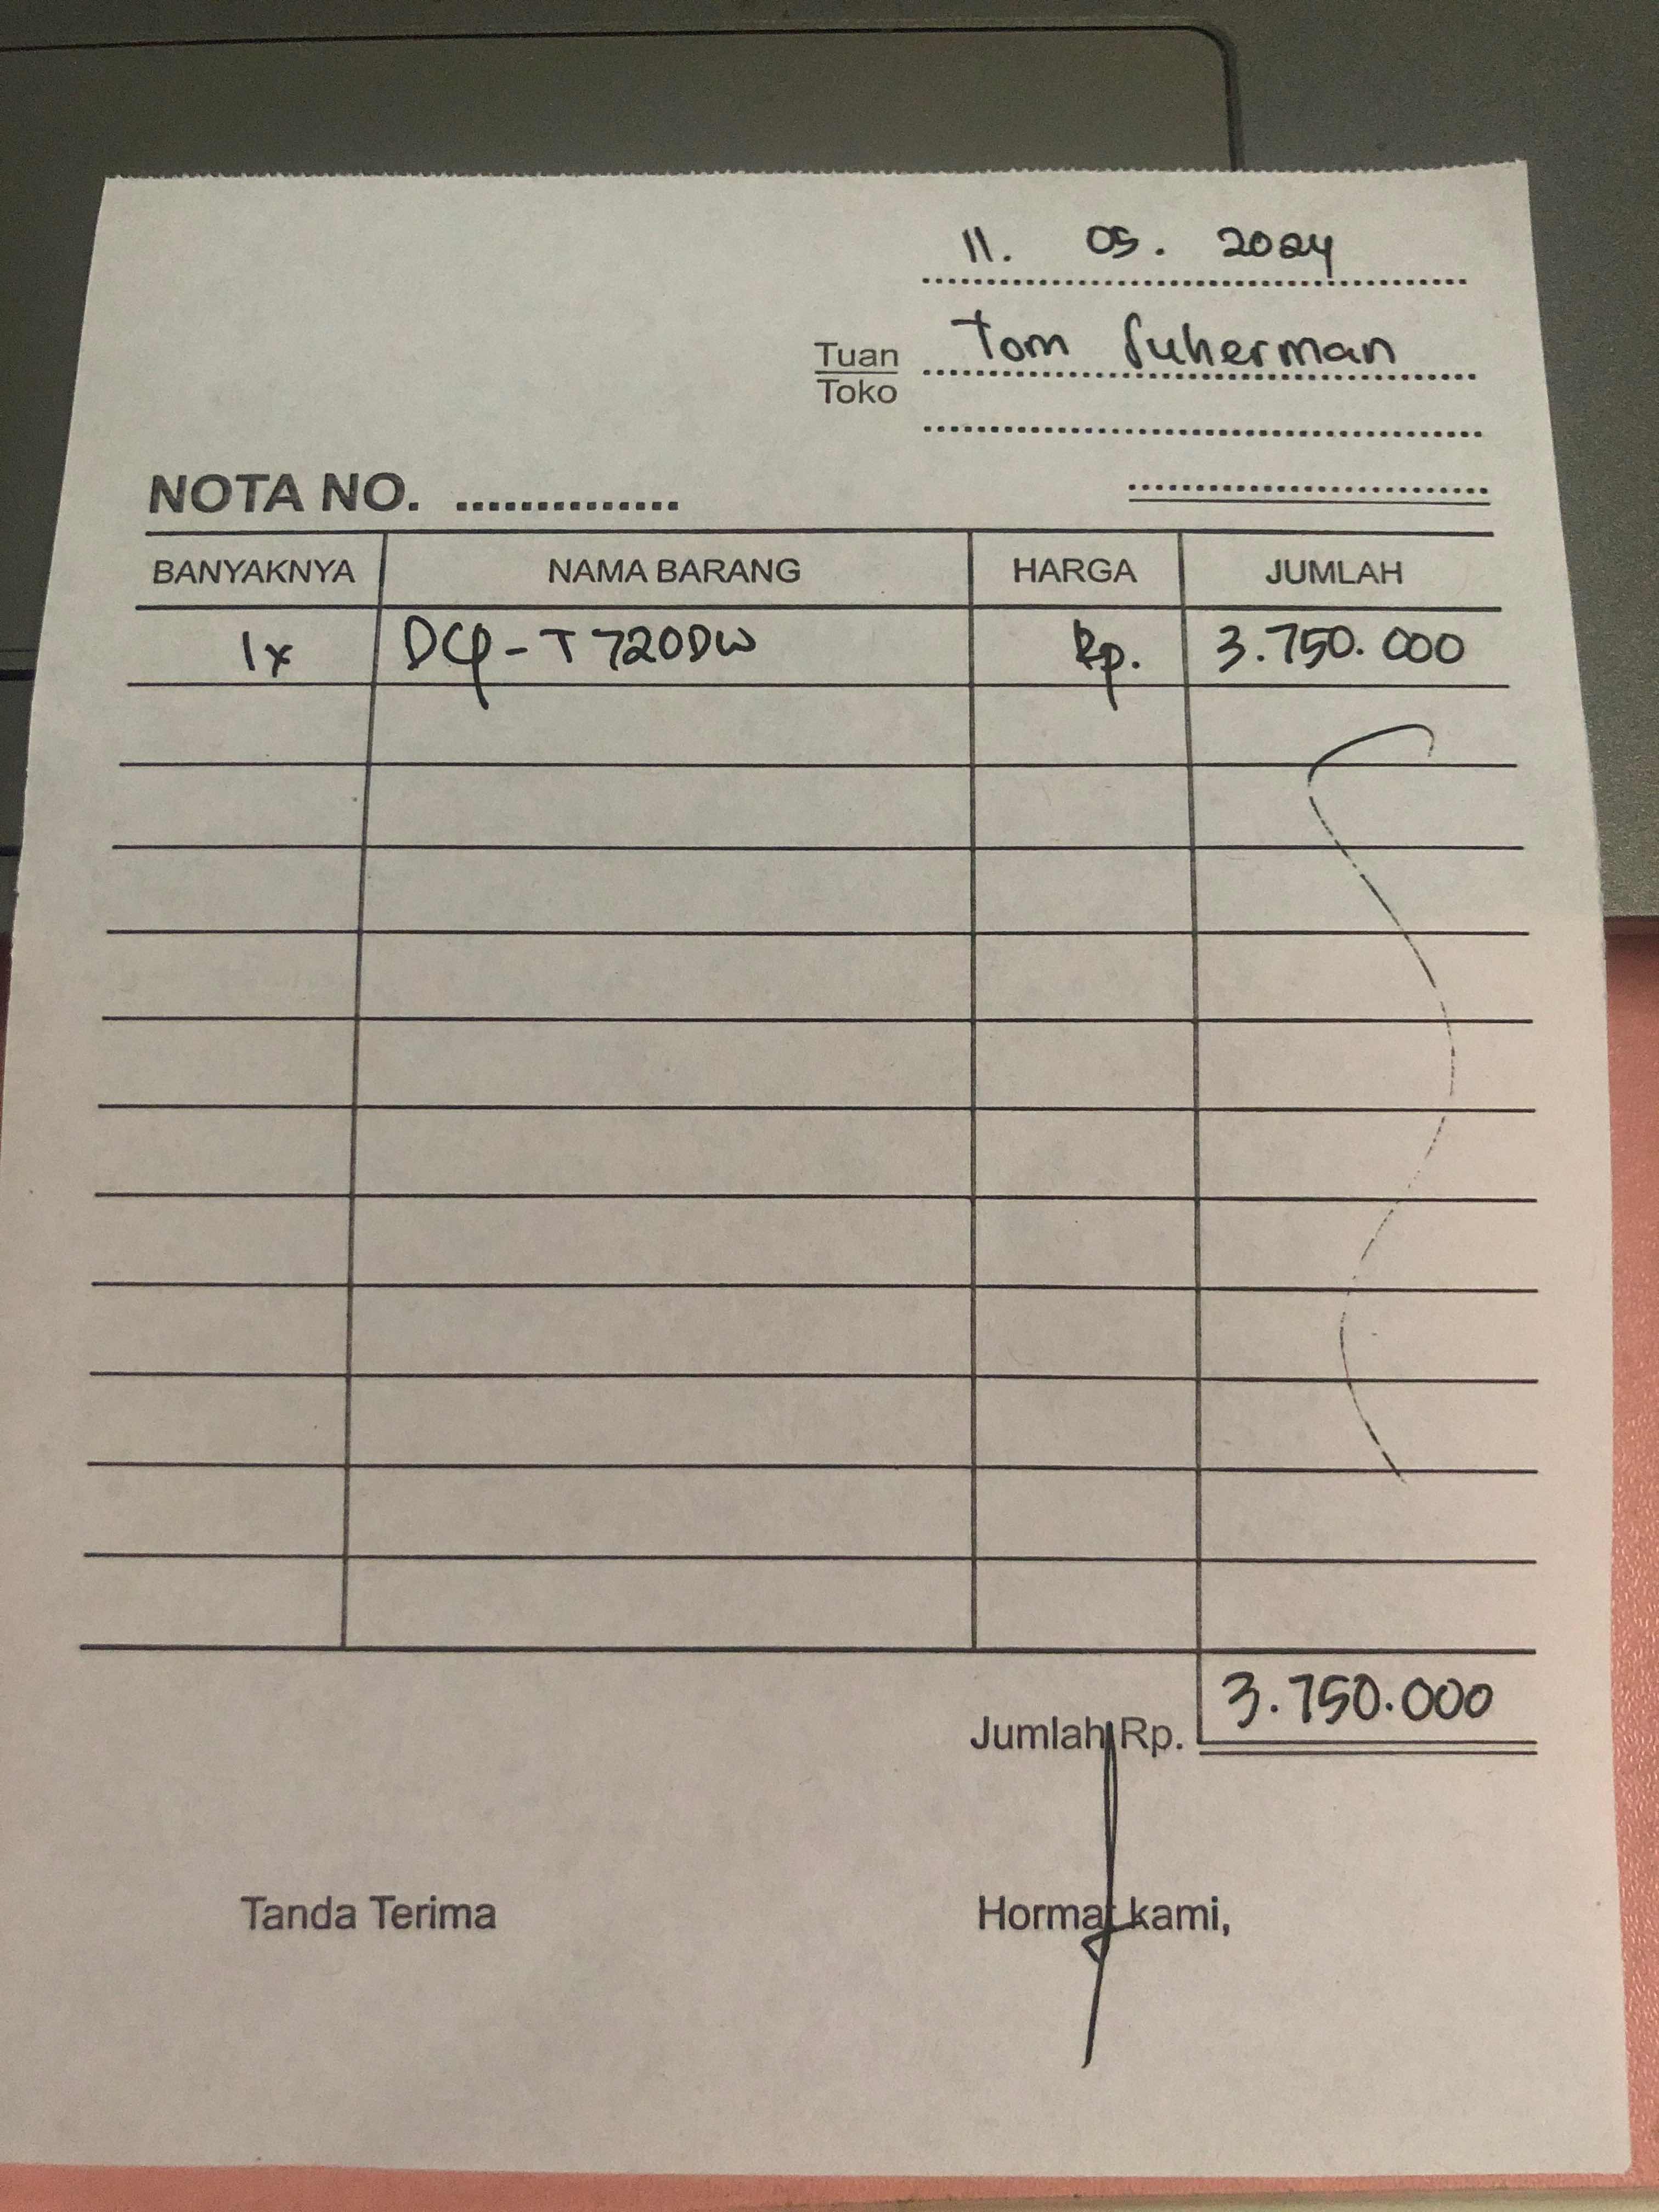 11. 05. 2024
Tuan Tom Suherman
Toko
NOTA NO. ..............
BANYAKNYA NAMA BARANG HARGA JUMLAH
1x DCP-T720DW Rp. 3.750.000
Jumlah Rp. 3.750.000
Tanda Terima Hormat kami,